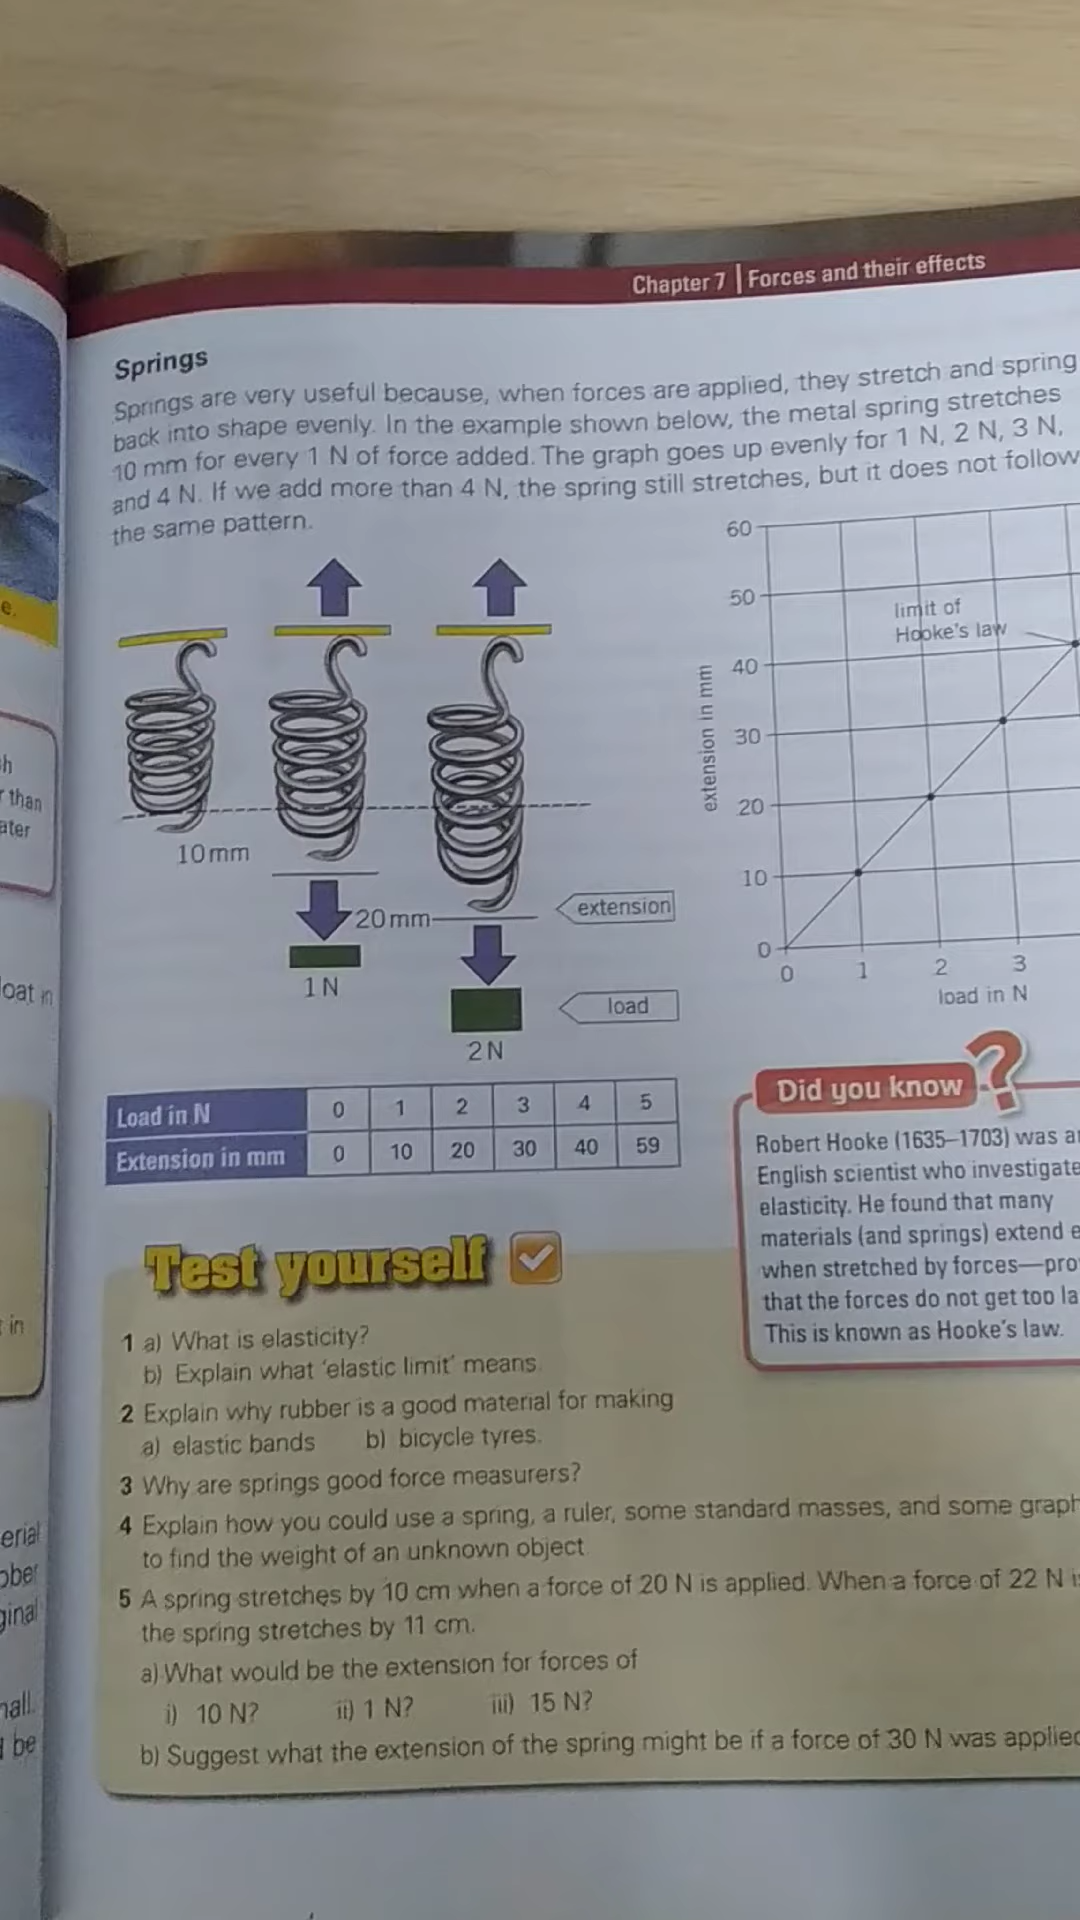 Chapter 7 | Forces and their effects
Springs
Springs are very useful because, when forces are applied, they stretch and spring
back into shape evenly. In the example shown below, the metal spring stretches
10 mm for every 1 N of force added. The graph goes up evenly for 1 N, 2 N, 3 N,
and 4 N. If we add more than 4 N, the spring still stretches, but it does not follow
the same pattern.
10 mm
20 mm
1 N
2 N
extension
load
60
50
40
30
20
10
0
extension in mm
limit of
Hooke's law
0 1 2 3
load in N
Load in N 0 1 2 3 4 5
Extension in mm 0 10 20 30 40 59
Did you know ?
Robert Hooke (1635–1703) was
English scientist who
elasticity. He found that many
materials (and springs) extend
when stretched by forces—
that the forces do not get too
This is known as Hooke's law.
Test yourself
1 a) What is elasticity?
b) Explain what 'elastic limit' means.
2 Explain why rubber is a good material for making
a) elastic bands b) bicycle tyres.
3 Why are springs good force measurers?
4 Explain how you could use a spring, a ruler, some standard masses, and some graph
to find the weight of an unknown object
5 A spring stretches by 10 cm when a force of 20 N is applied. When a force of 22 N
the spring stretches by 11 cm.
a) What would be the extension for forces of
i) 10 N? ii) 1 N? iii) 15 N?
b) Suggest what the extension of the spring might be if a force of 30 N was
e.
than
in
in
be